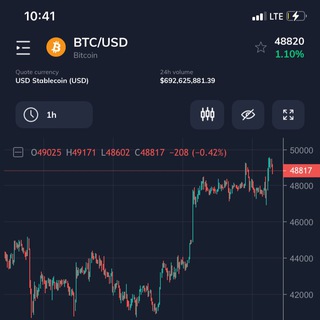 10:41
LTE
BTC/USD
Bitcoin
48820
1.10%
Quote currency
USD Stablecoin (USD)
24h volume
$692,625,881.39
1h
O49025 H49171 L48602 C48817 −208 (−0.42%)
50000
48817
48000
46000
44000
42000